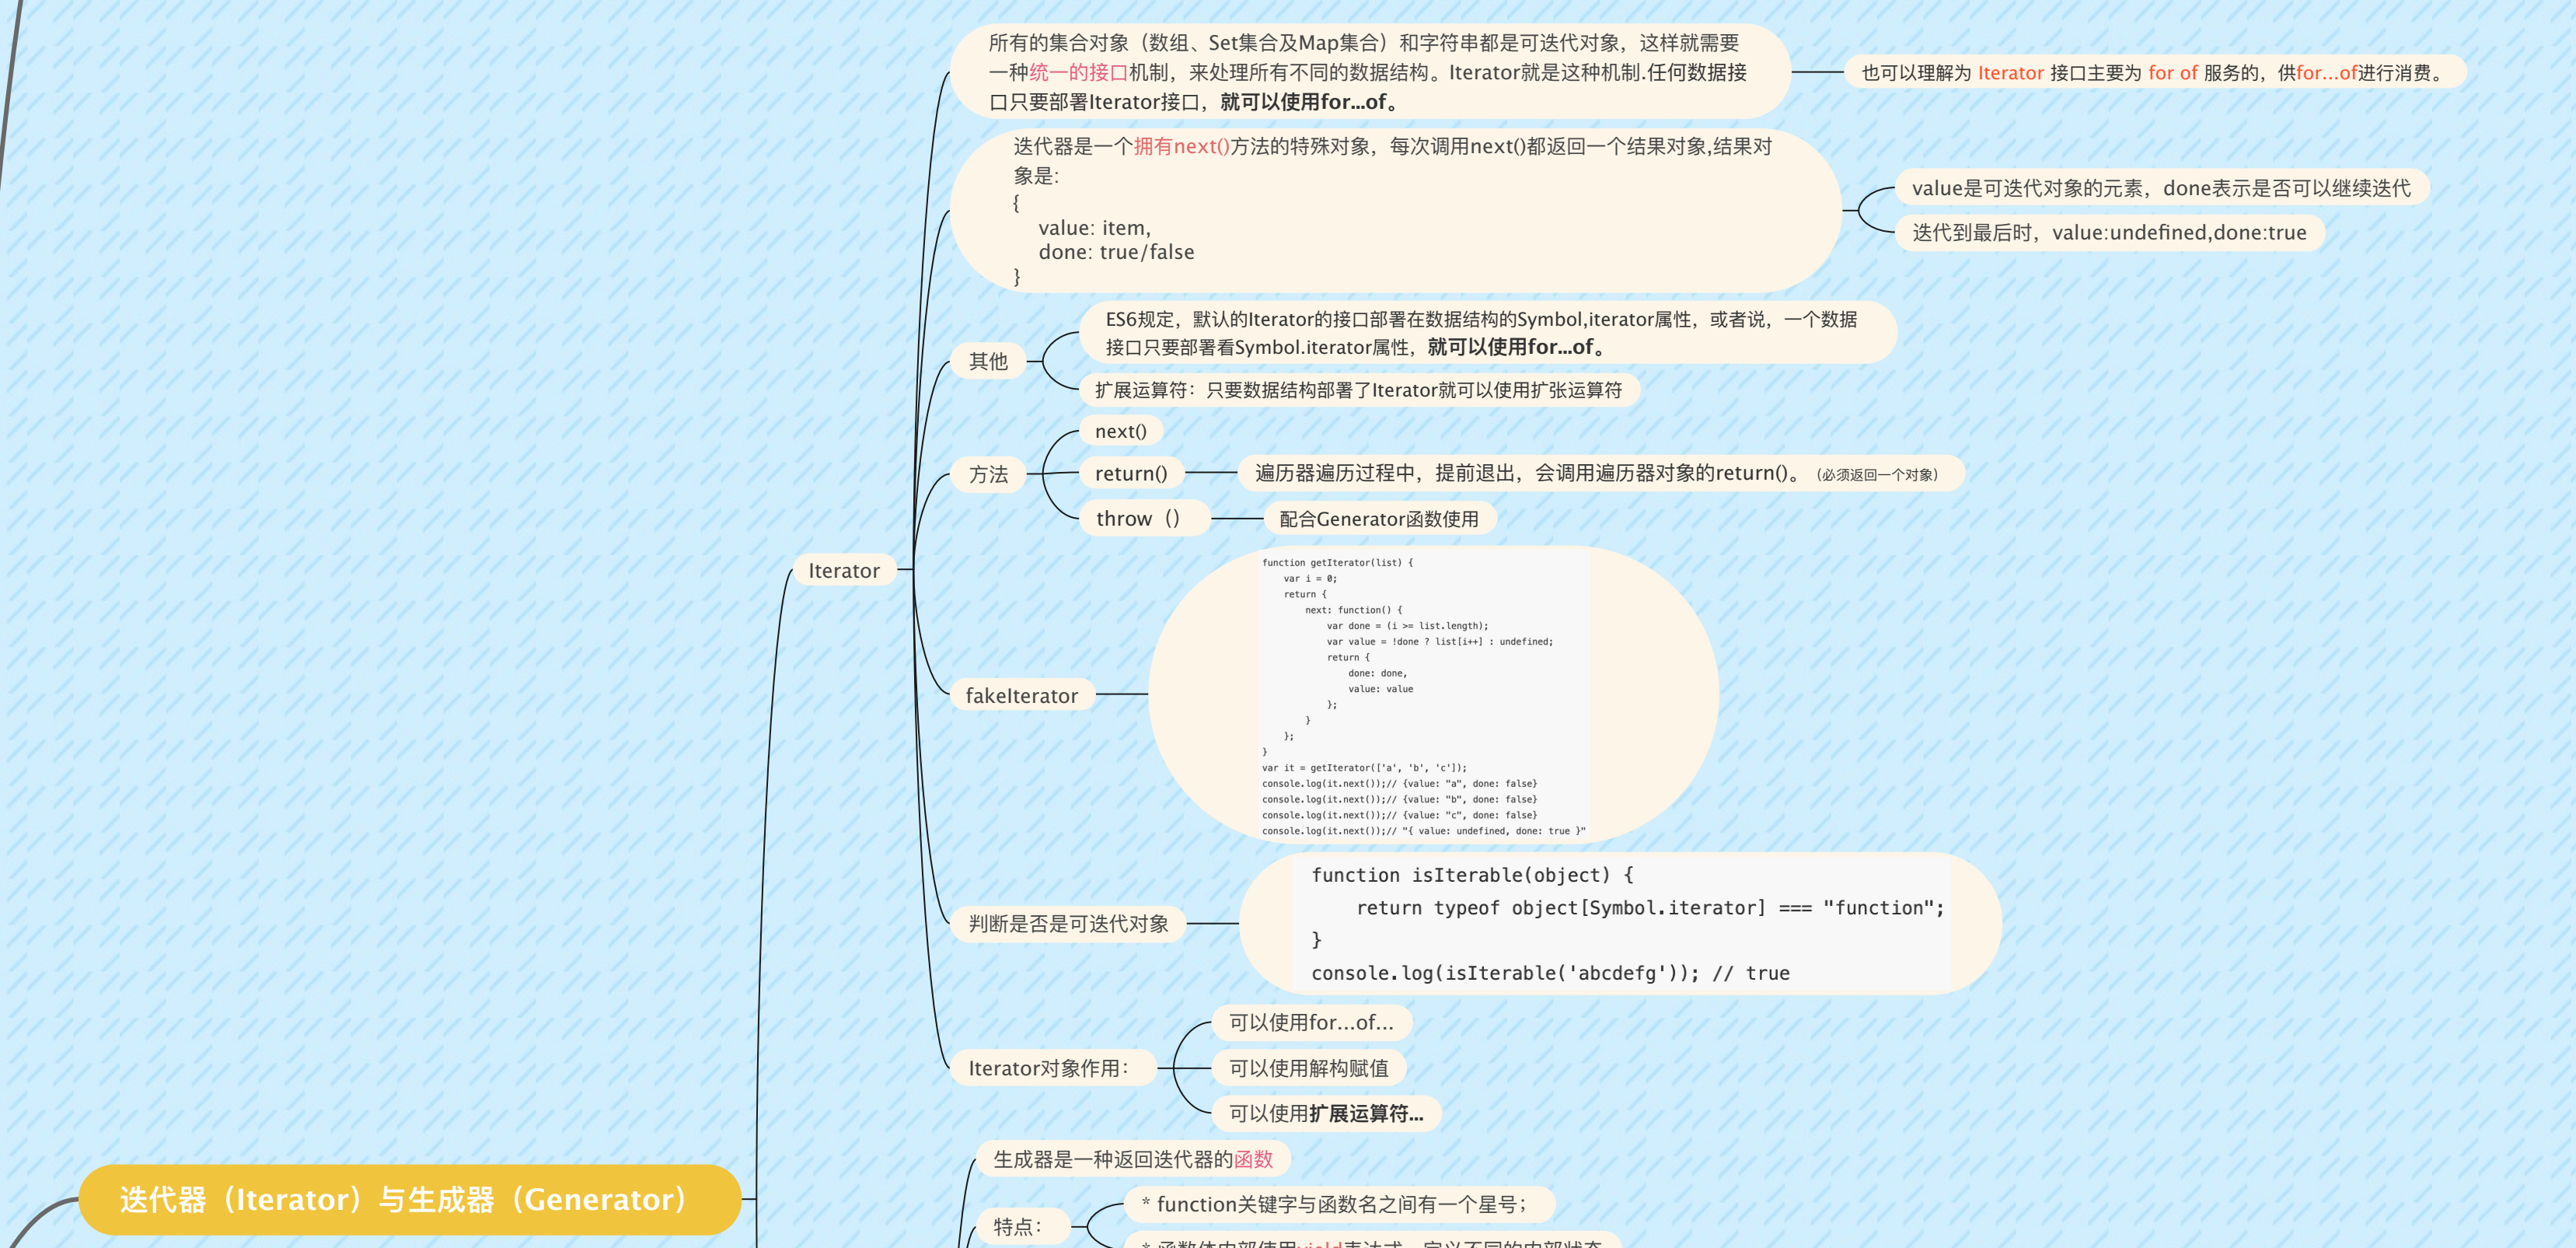 所有的集合对象（数组、Set集合及Map集合）和字符串都是可迭代对象，这样就需要
一种统一的接口机制，来处理所有不同的数据结构。Iterator就是这种机制.任何数据接
口只要部署Iterator接口，就可以使用for...of。
也可以理解为 Iterator 接口主要为 for of 服务的，供for...of进行消费。
迭代器是一个拥有next()方法的特殊对象，每次调用next()都返回一个结果对象,结果对
象是:
{
value: item,
done: true/false
}
value是可迭代对象的元素，done表示是否可以继续迭代
迭代到最后时，value:undefined,done:true
其他
ES6规定，默认的Iterator的接口部署在数据结构的Symbol,iterator属性，或者说，一个数据
接口只要部署看Symbol.iterator属性，就可以使用for...of。
扩展运算符：只要数据结构部署了Iterator就可以使用扩张运算符
方法
next()
return()
遍历器遍历过程中，提前退出，会调用遍历器对象的return()。（必须返回一个对象）
throw（）
配合Generator函数使用
Iterator
fakeIterator
function getIterator(list) {
var i = 0;
return {
next: function() {
var done = (i >= list.length);
var value = !done ? list[i++] : undefined;
return {
done: done,
value: value
};
}
};
}
var it = getIterator(['a', 'b', 'c']);
console.log(it.next());// {value: "a", done: false}
console.log(it.next());// {value: "b", done: false}
console.log(it.next());// {value: "c", done: false}
console.log(it.next());// "{ value: undefined, done: true }"
判断是否是可迭代对象
function isIterable(object) {
return typeof object[Symbol.iterator] === "function";
}
console.log(isIterable('abcdefg')); // true
Iterator对象作用：
可以使用for...of...
可以使用解构赋值
可以使用扩展运算符...
迭代器（Iterator）与生成器（Generator）
生成器是一种返回迭代器的函数
特点：
* function关键字与函数名之间有一个星号；
* 函数体内部使用yield表达式，定义不同的内部状态